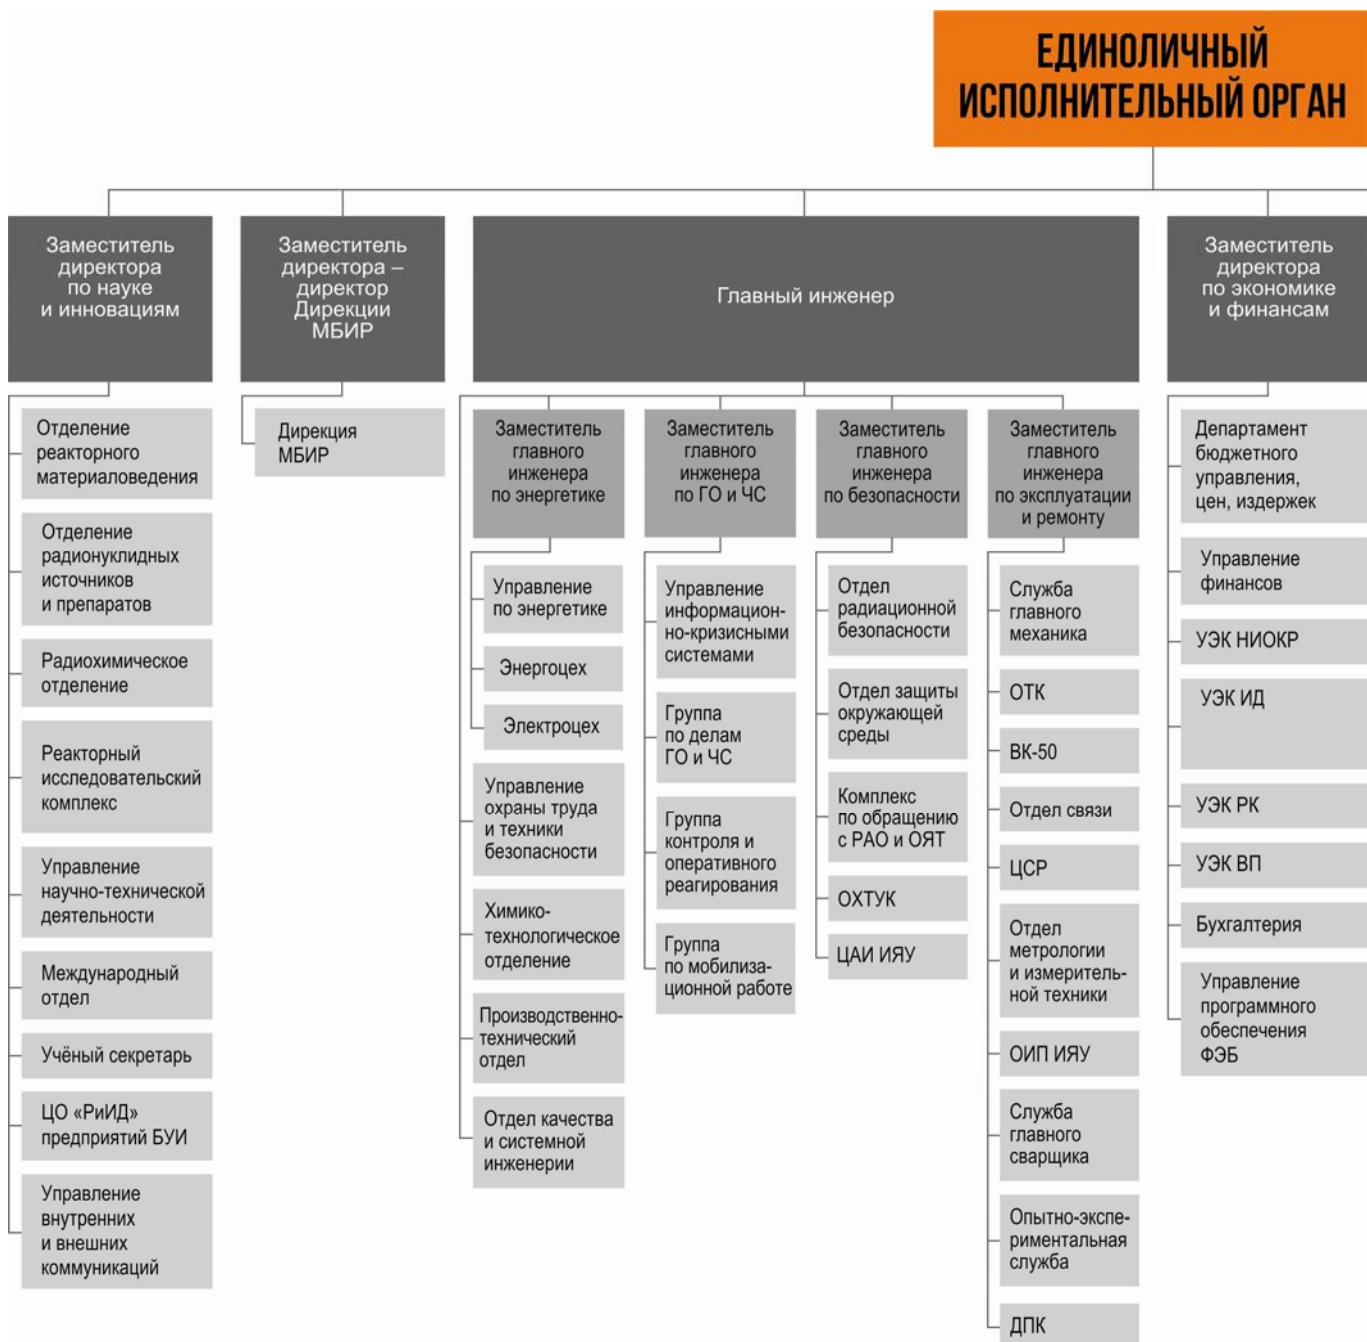 ЕДИНОЛИЧНЫЙ
ИСПОЛНИТЕЛЬНЫЙ ОРГАН
Заместитель
директора
по науке
и инновациям
Заместитель
директора –
директор
Дирекции
МБИР
Главный инженер
Заместитель
директора
по экономике
и финансам
Отделение
реакторного
материаловедения
Отделение
радионуклидных
источников
и препаратов
Радиохимическое
отделение
Реакторный
исследовательский
комплекс
Управление
научно-технической
деятельности
Международный
отдел
Учёный секретарь
ЦО «РиИД»
предприятий БУИ
Управление
внутренних
и внешних
коммуникаций
Дирекция
МБИР
Заместитель
главного
инженера
по энергетике
Управление
по энергетике
Энергоцех
Электроцех
Управление
охраны труда
и техники
безопасности
Химико-
технологическое
отделение
Производственно-
технический
отдел
Отдел качества
и системной
инженерии
Заместитель
главного
инженера
по ГО и ЧС
Управление
информацион-
но-кризисными
системами
Группа
по делам
ГО и ЧС
Группа
контроля и
оперативного
реагирования
Группа
по мобилиза-
ционной работе
Заместитель
главного
инженера
по безопасности
Отдел
радиационной
безопасности
Отдел защиты
окружающей
среды
Комплекс
по обращению
с РАО и ОЯТ
ОХТУК
ЦАИ ИЯУ
Заместитель
главного
инженера
по эксплуатации
и ремонту
Служба
главного
механика
ОТК
ВК-50
Отдел связи
ЦСР
Отдел
метрологии
и измеритель-
ной техники
ОИП ИЯУ
Служба
главного
сварщика
Опытно-экспе-
риментальная
служба
ДПК
Департамент
бюджетного
управления,
цен, издержек
Управление
финансов
УЭК НИОКР
УЭК ИД
УЭК РК
УЭК ВП
Бухгалтерия
Управление
программного
обеспечения
ФЭБ